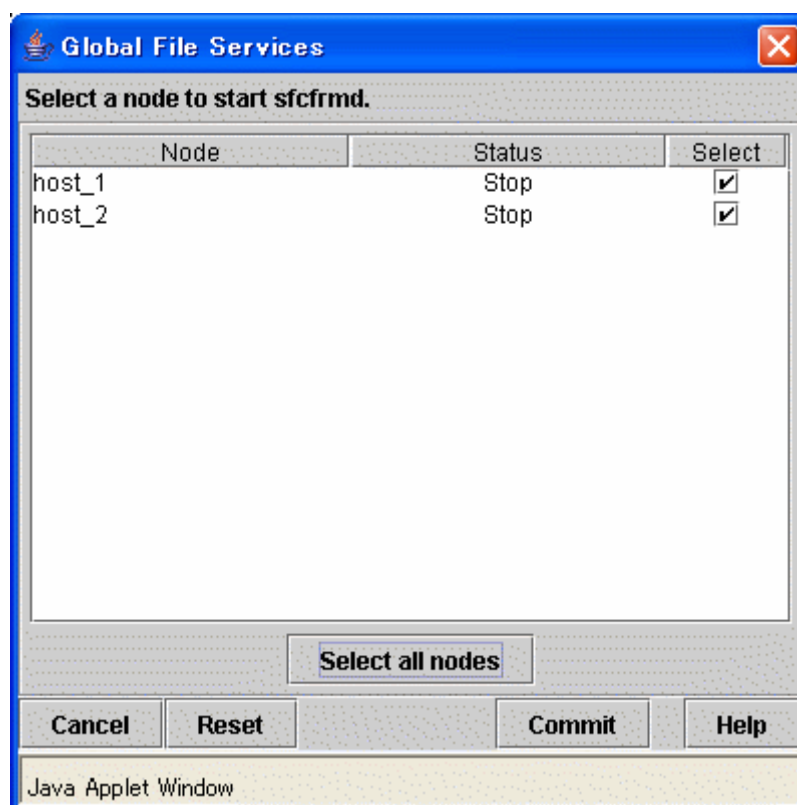 Global File Services
Select a node to start sfcfrmd.
Node Status Select
host_1 Stop
host_2 Stop
Select all nodes
Cancel Reset Commit Help
Java Applet Window